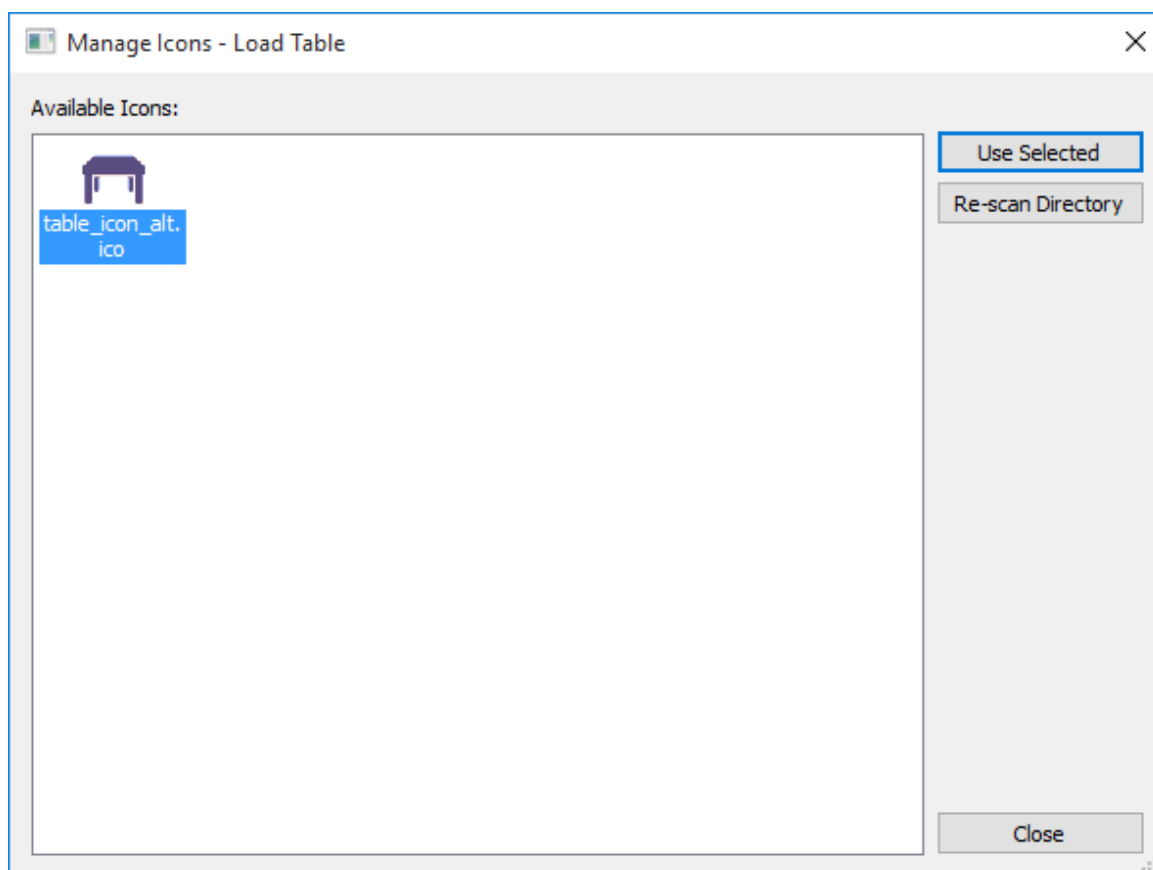 Manage Icons - Load Table
Available Icons:
table_icon_alt.
ico
Use Selected
Re-scan Directory
Close